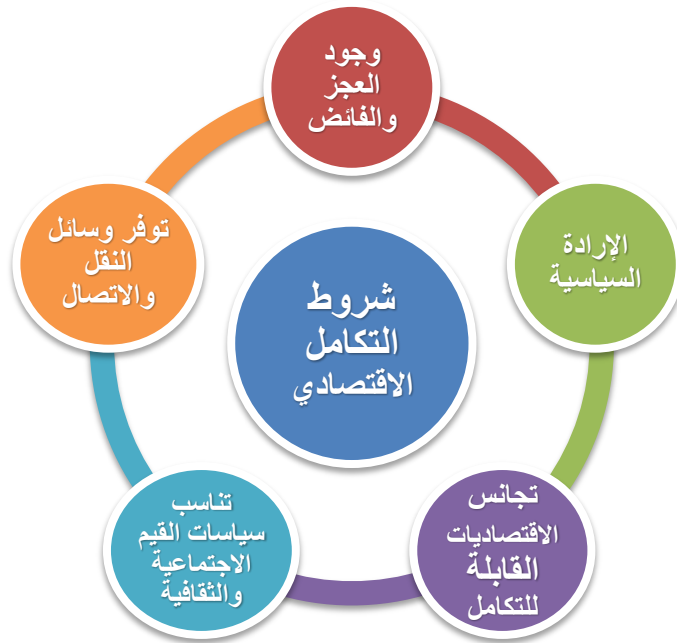 وجود
العجز
والفائض
الإرادة
السياسية
تجانس
الاقتصاديات
القابلة
للتكامل
تناسب
سياسات القيم
الاجتماعية
والثقافية
توفر وسائل
النقل
والاتصال
شروط
التكامل
الاقتصادي